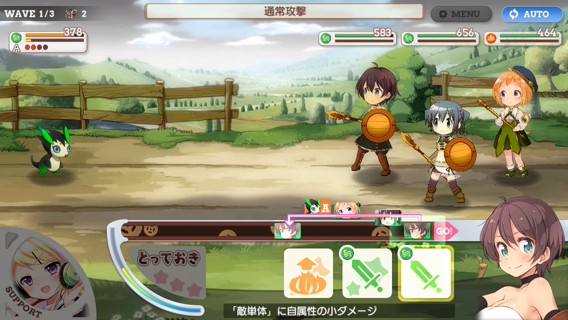 WAVE 1/3 2
通常攻撃
MENU
AUTO
378
A
583
656
464
A
GO!
とっておき
SUPPORT
「敵単体」に自属性の小ダメージ